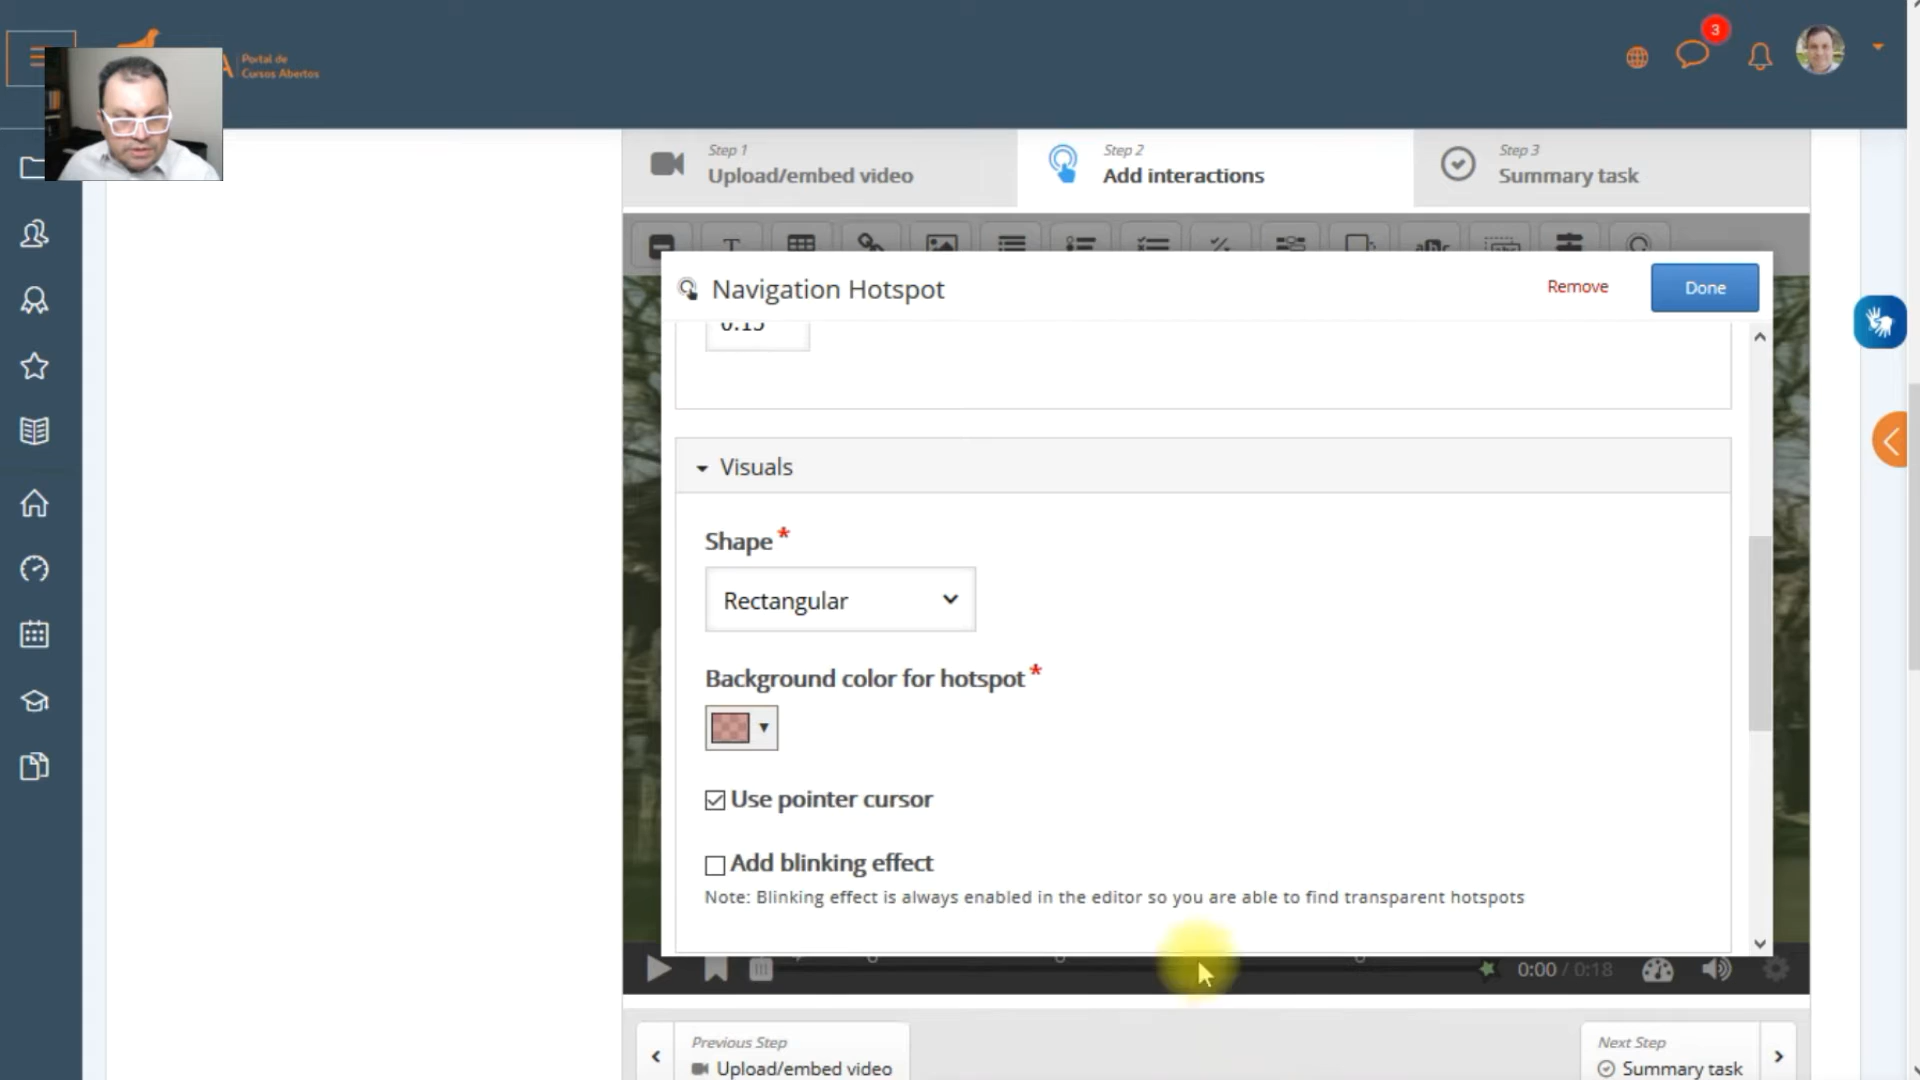 Portal de
Cursos Abertos
3
Step 1
Upload/embed video
Step 2
Add interactions
Step 3
Summary task
Navigation Hotspot
Remove
Done
0.15
Visuals
Shape *
Rectangular
Background color for hotspot *
Use pointer cursor
Add blinking effect
Note: Blinking effect is always enabled in the editor so you are able to find transparent hotspots
0:00 / 0:18
Previous Step
Upload/embed video
Next Step
Summary task